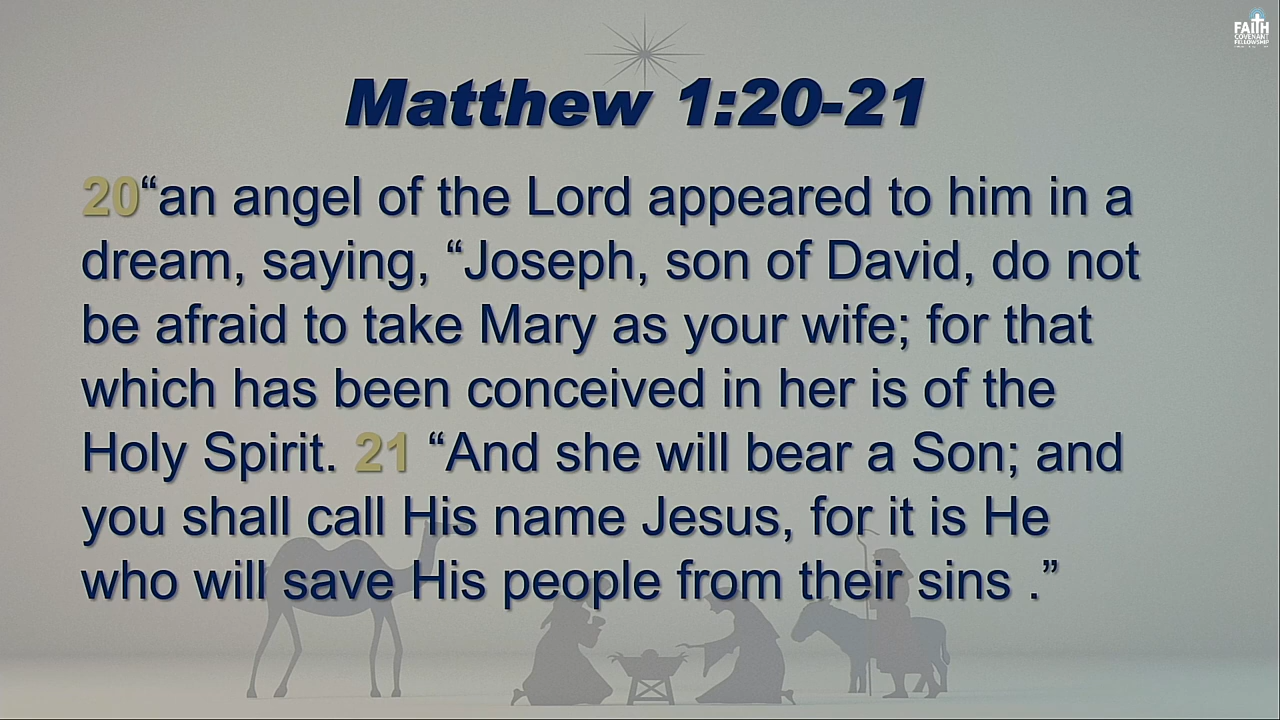 FAITH
COVENANT
FELLOWSHIP
Matthew 1:20-21
20“an angel of the Lord appeared to him in a
dream, saying, “Joseph, son of David, do not
be afraid to take Mary as your wife; for that
which has been conceived in her is of the
Holy Spirit. 21 “And she will bear a Son; and
you shall call His name Jesus, for it is He
who will save His people from their sins .”